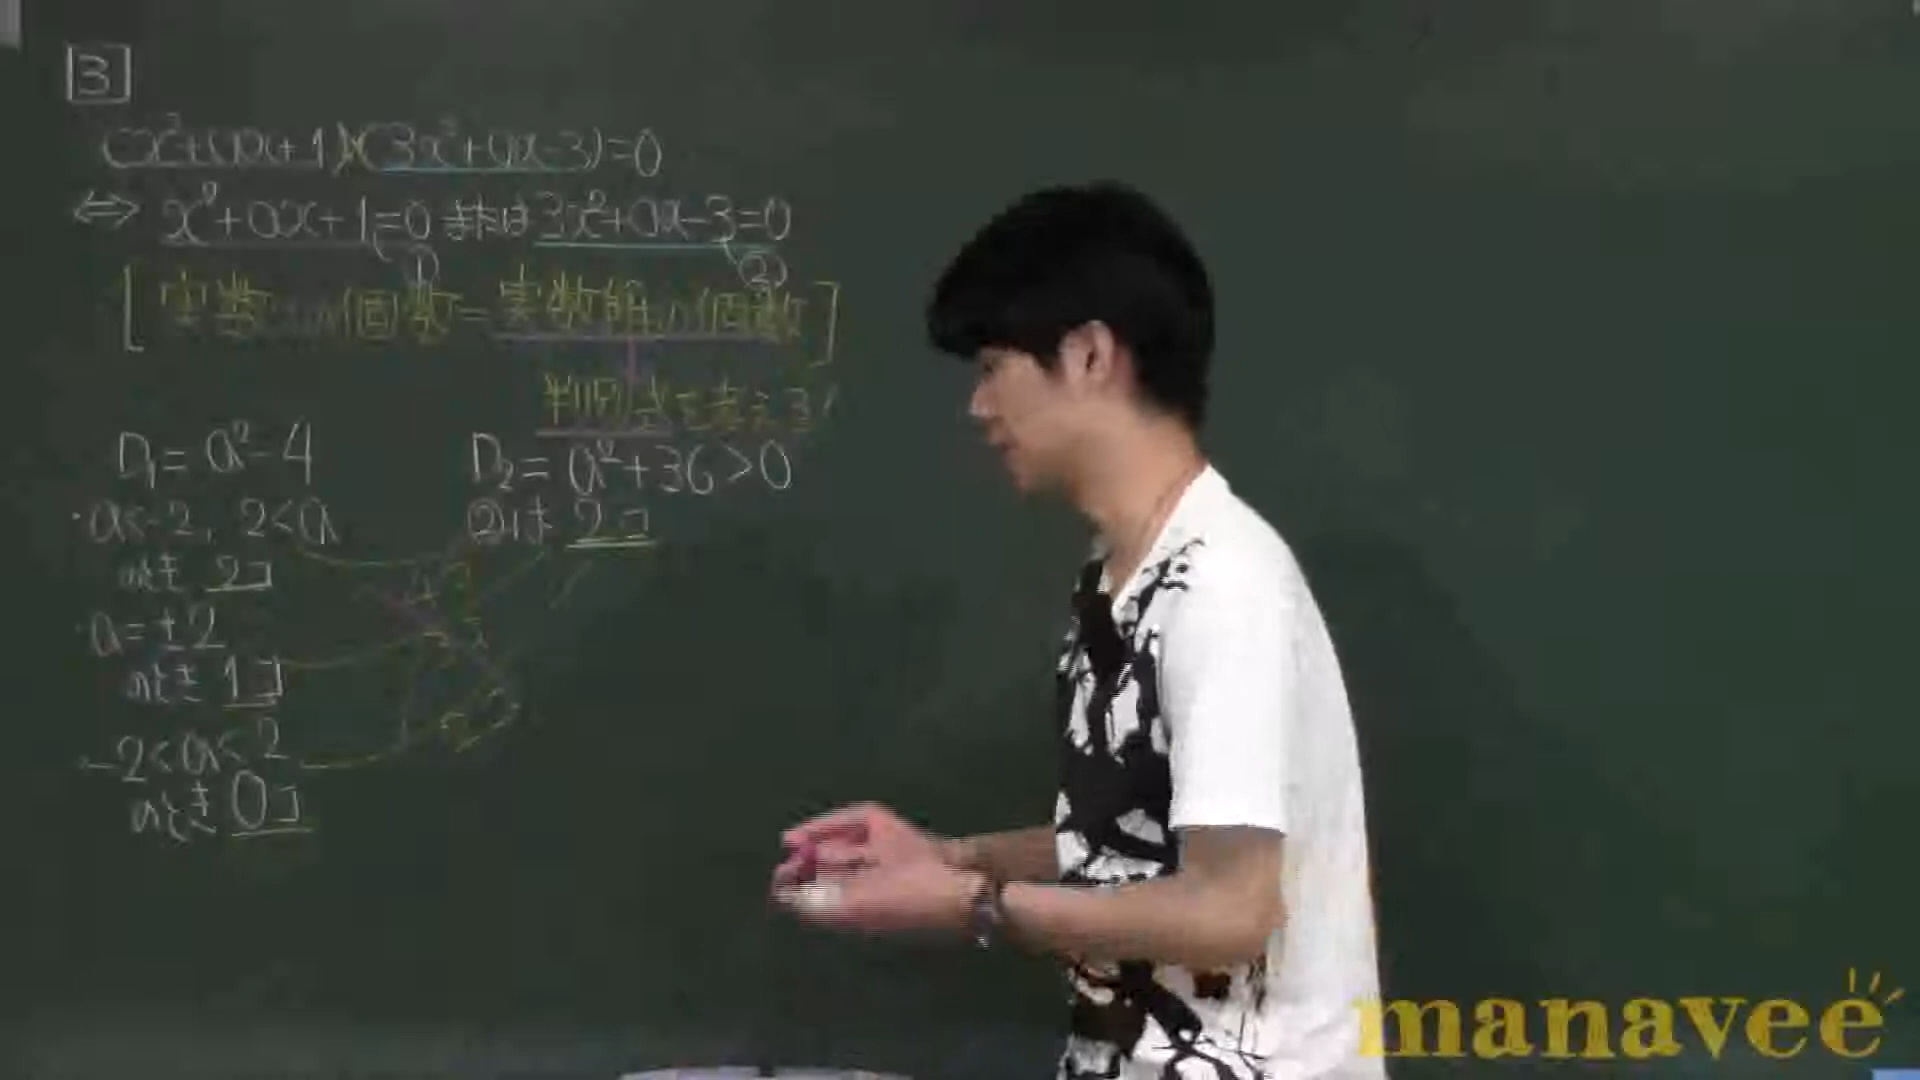 3
(x²+ax+1)(3x²+ax-3)=0
⇔ x²+ax+1=0 または 3x²+ax-3=0
① ②
[実数xの個数=実数解の個数]
判別式で考える!
D₁=a²-4 D₂=a²+36>0
・a<-2, 2<a ②は 2コ
のとき 2コ 4コ
・a=±2
のとき 1コ
-2<a<2
のとき 0コ
manavee